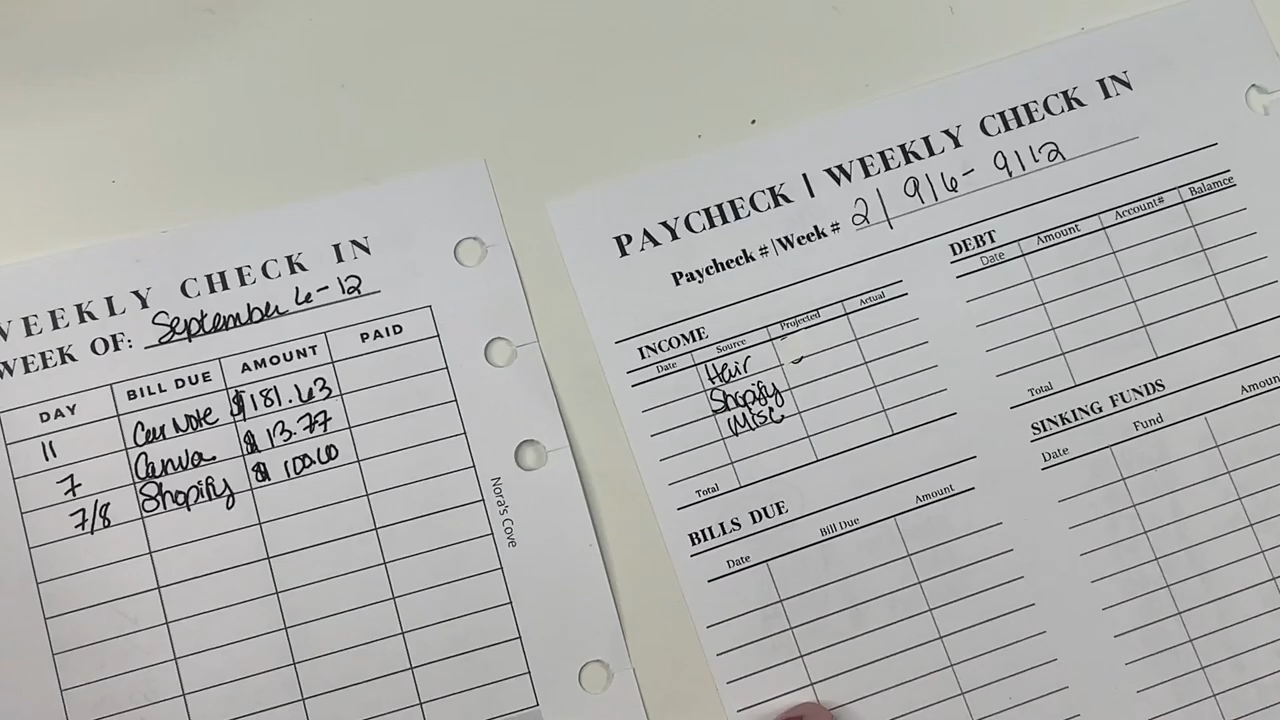 WEEKLY CHECK IN
WEEK OF: September 6-12
DAY BILL DUE AMOUNT PAID
11 Car Note $181.63
7 Canva $13.77
7/8 Shopify $100.00
Nora's Cove
PAYCHECK | WEEKLY CHECK IN
Paycheck #|Week # 2| 9/6- 9/12
INCOME
Date Source Projected Actual
Hair
Shopify
Misc
Total
BILLS DUE
Date Bill Due Amount
DEBT
Date Amount Account# Balamce
Total
SINKING FUNDS
Date Fund Amoun